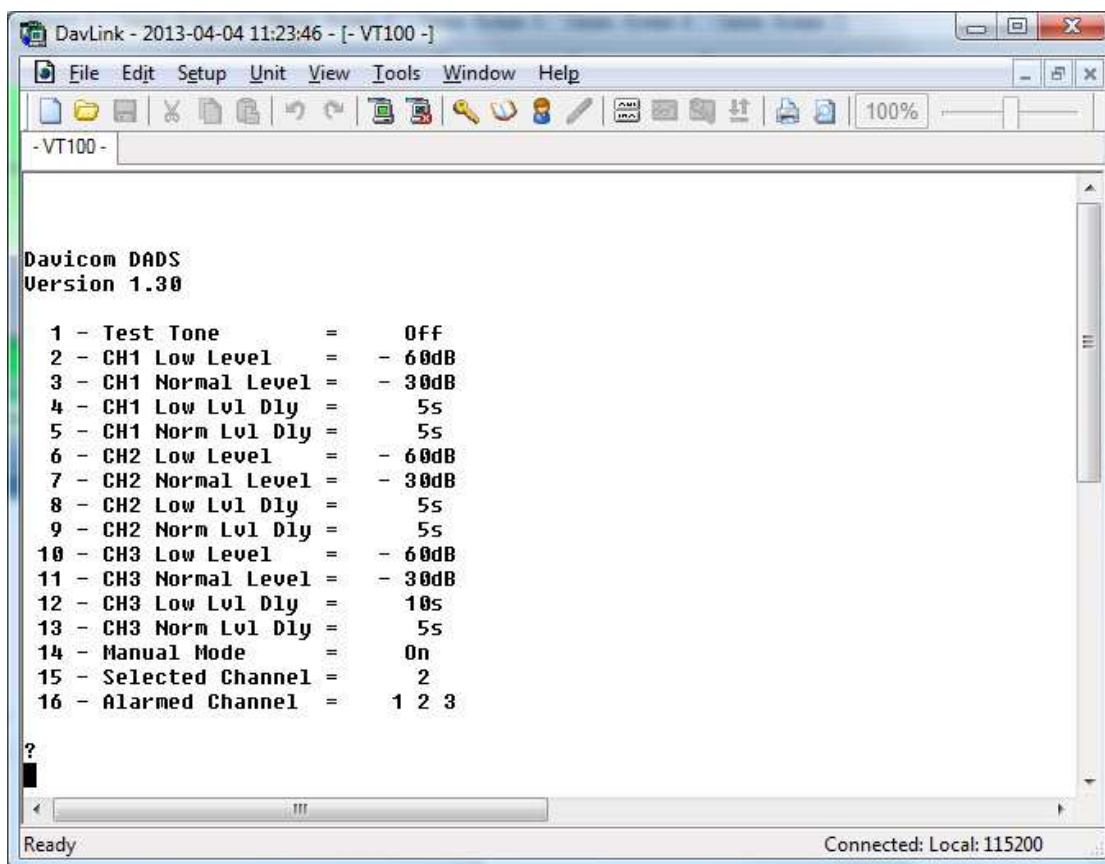 DavLink - 2013-04-04 11:23:46 - [- VT100 -]
File Edit Setup Unit View Tools Window Help
100%
- VT100 -
Davicom DADS
Version 1.30
1 - Test Tone = Off
2 - CH1 Low Level = - 60dB
3 - CH1 Normal Level = - 30dB
4 - CH1 Low Lvl Dly = 5s
5 - CH1 Norm Lvl Dly = 5s
6 - CH2 Low Level = - 60dB
7 - CH2 Normal Level = - 30dB
8 - CH2 Low Lvl Dly = 5s
9 - CH2 Norm Lvl Dly = 5s
10 - CH3 Low Level = - 60dB
11 - CH3 Normal Level = - 30dB
12 - CH3 Low Lvl Dly = 10s
13 - CH3 Norm Lvl Dly = 5s
14 - Manual Mode = On
15 - Selected Channel = 2
16 - Alarmed Channel = 1 2 3
?
Ready Connected: Local: 115200